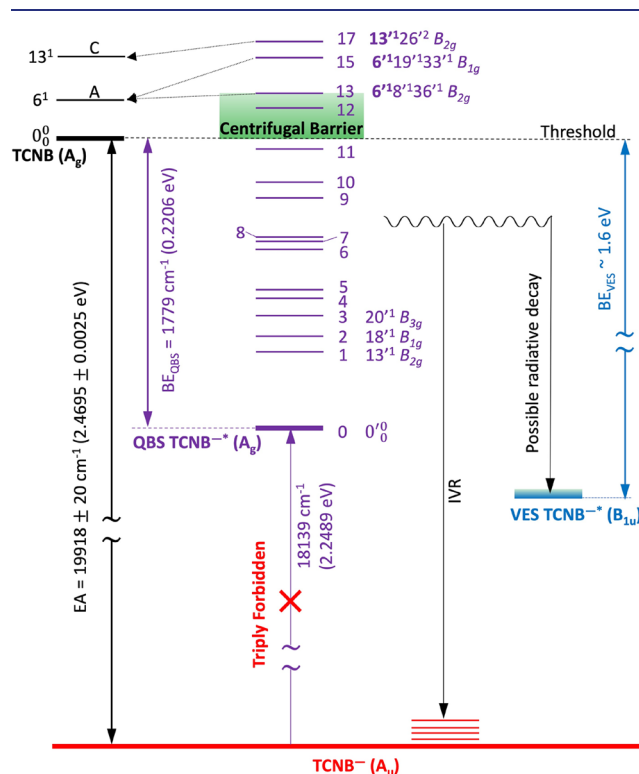 17 13'¹26'² B2g
13¹ C
15 6'¹19'¹33'¹ B1g
6¹ A
13 6'¹8'¹36'¹ B2g
12
Centrifugal Barrier
0⁰₀ Threshold
TCNB (Ag)
11
10
9
8 7
6
5
4
3 20'¹ B3g
2 18'¹ B1g
1 13'¹ B2g
0 0'⁰₀
QBS TCNB⁻* (Ag)
EA = 19918 ± 20 cm⁻¹ (2.4695 ± 0.0025 eV)
BE_QBS = 1779 cm⁻¹ (0.2206 eV)
18139 cm⁻¹
(2.2489 eV)
Triply Forbidden
IVR
Possible radiative decay
BE_VES ~ 1.6 eV
VES TCNB⁻* (B1u)
TCNB⁻ (Au)